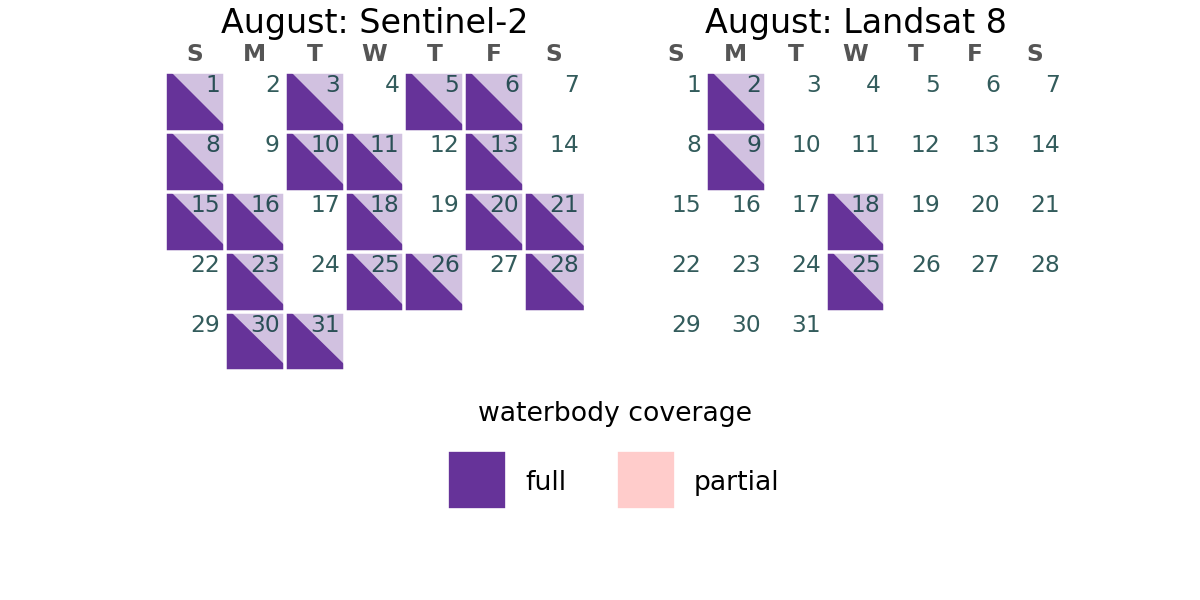 August: Sentinel-2
S M T W T F S
1 2 3 4 5 6 7
8 9 10 11 12 13 14
15 16 17 18 19 20 21
22 23 24 25 26 27 28
29 30 31
August: Landsat 8
S M T W T F S
1 2 3 4 5 6 7
8 9 10 11 12 13 14
15 16 17 18 19 20 21
22 23 24 25 26 27 28
29 30 31
waterbody coverage
full
partial